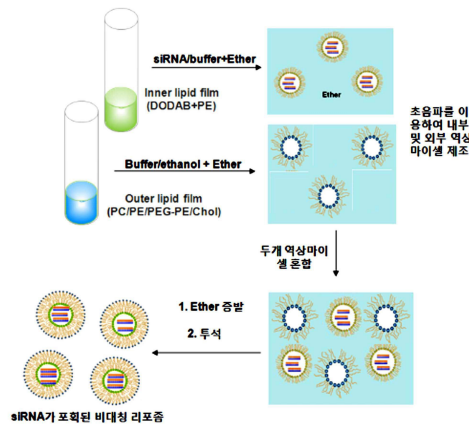 siRNA/buffer+Ether
Inner lipid film
(DODAB+PE)
Ether
Buffer/ethanol + Ether
Outer lipid film
(PC/PE/PEG-PE/Chol)
초음파를 이
용하여 내부
및 외부 역상
마이셀 제조
두개 역상마이
셀 혼합
1. Ether 증발
2. 투석
siRNA가 포획된 비대칭 리포좀